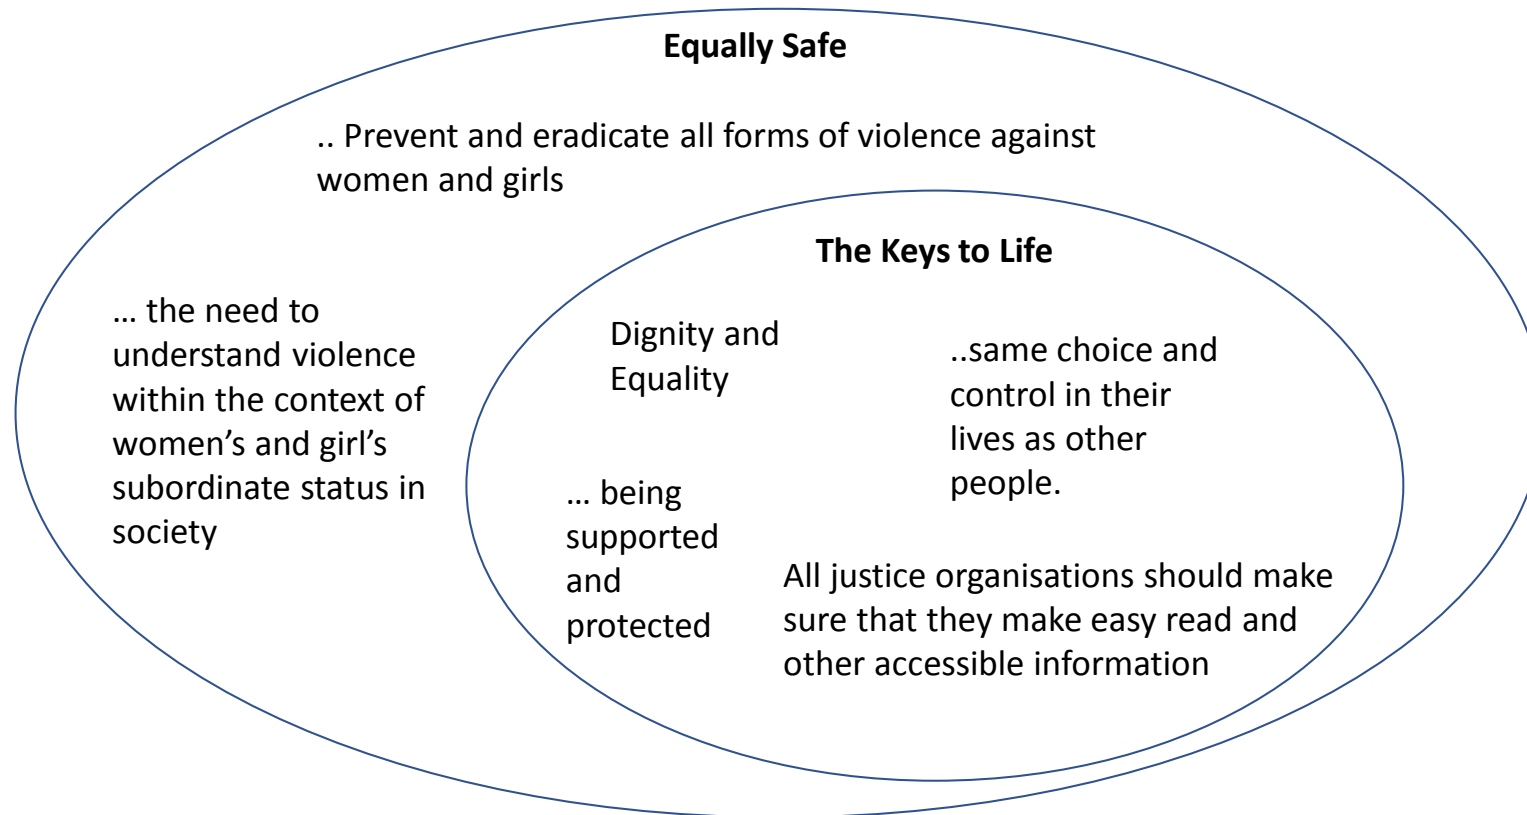 Equally Safe
.. Prevent and eradicate all forms of violence against
women and girls
… the need to
understand violence
within the context of
women’s and girl’s
subordinate status in
society
The Keys to Life
Dignity and
Equality
..same choice and
control in their
lives as other
people.
… being
supported
and
protected
All justice organisations should make
sure that they make easy read and
other accessible information